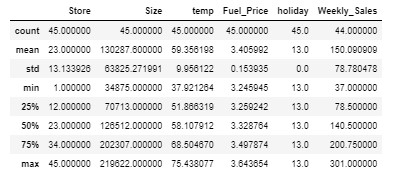 Store Size temp Fuel_Price holiday Weekly_Sales
count 45.000000 45.000000 45.000000 45.000000 45.0 44.000000
mean 23.000000 130287.600000 59.356198 3.405992 13.0 150.090909
std 13.133926 63825.271991 9.956122 0.153935 0.0 78.780478
min 1.000000 34875.000000 37.921264 3.245945 13.0 37.000000
25% 12.000000 70713.000000 51.866319 3.259242 13.0 78.500000
50% 23.000000 126512.000000 58.107912 3.328764 13.0 140.500000
75% 34.000000 202307.000000 68.504670 3.497874 13.0 200.750000
max 45.000000 219622.000000 75.438077 3.643654 13.0 301.000000